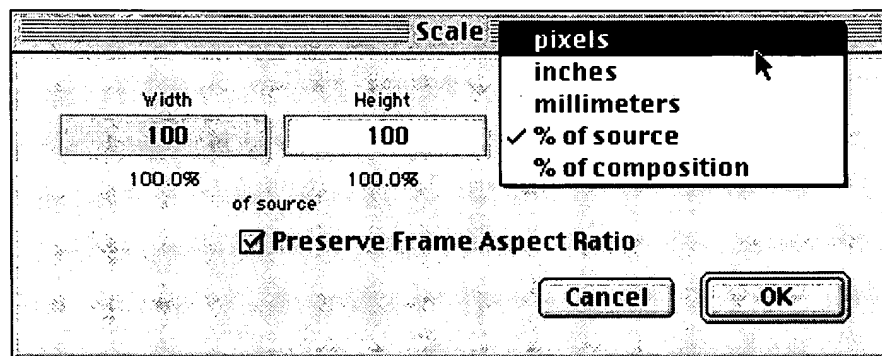 Scale
pixels
inches
millimeters
✓ % of source
% of composition
Width Height
100 100
100.0% 100.0%
of source
Preserve Frame Aspect Ratio
Cancel OK